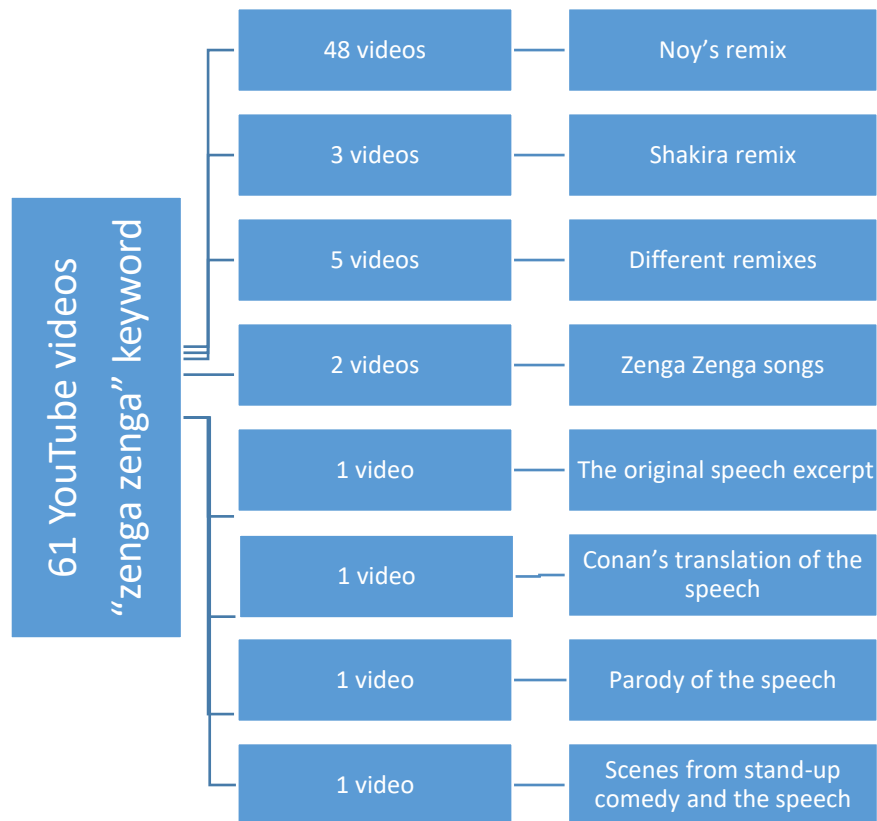 61 YouTube videos
“zenga zenga” keyword
48 videos
Noy’s remix
3 videos
Shakira remix
5 videos
Different remixes
2 videos
Zenga Zenga songs
1 video
The original speech excerpt
1 video
Conan’s translation of the
speech
1 video
Parody of the speech
1 video
Scenes from stand-up
comedy and the speech